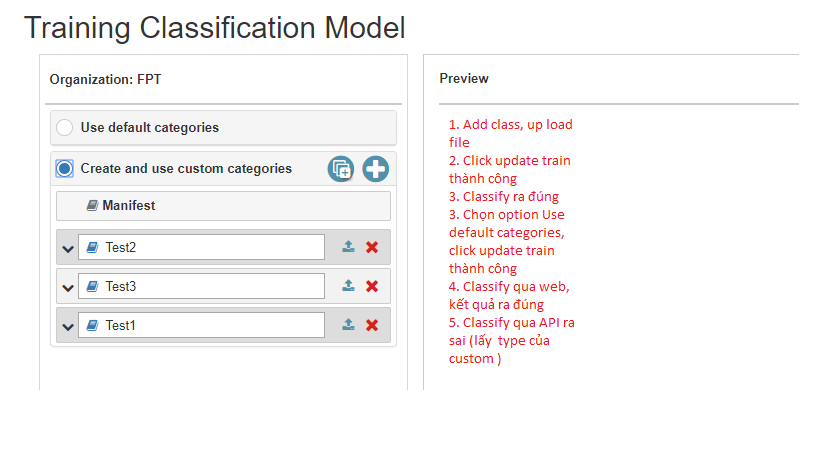 Training Classification Model
Organization: FPT
Use default categories
Create and use custom categories
Manifest
Test2
Test3
Test1
Preview
1. Add class, up load
file
2. Click update train
thành công
3. Classify ra đúng
3. Chọn option Use
default categories,
click update train
thành công
4. Classify qua web,
kết quả ra đúng
5. Classify qua API ra
sai (lấy type của
custom )